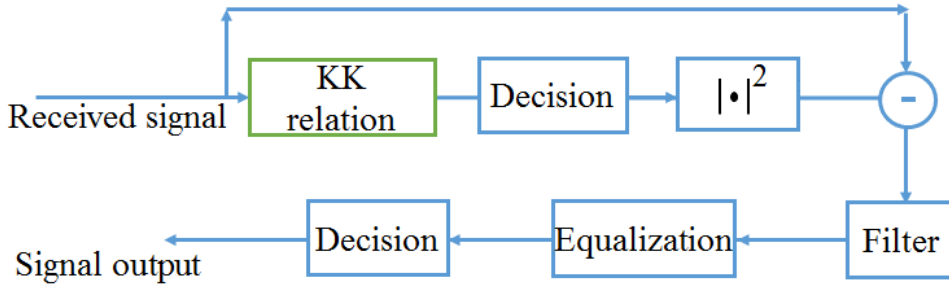 KK
relation
Decision
|•|²
-
Received signal
Decision
Equalization
Filter
Signal output